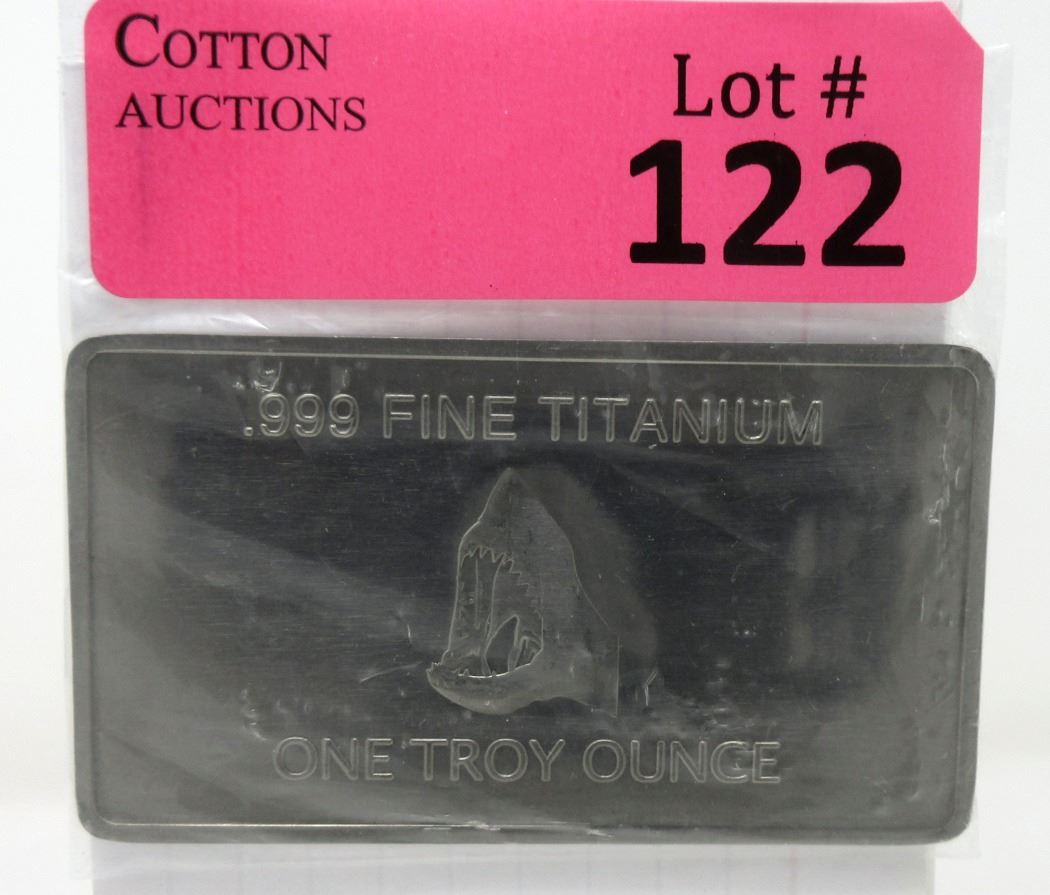 COTTON
AUCTIONS
Lot #
122
.999 FINE TITANIUM
ONE TROY OUNCE